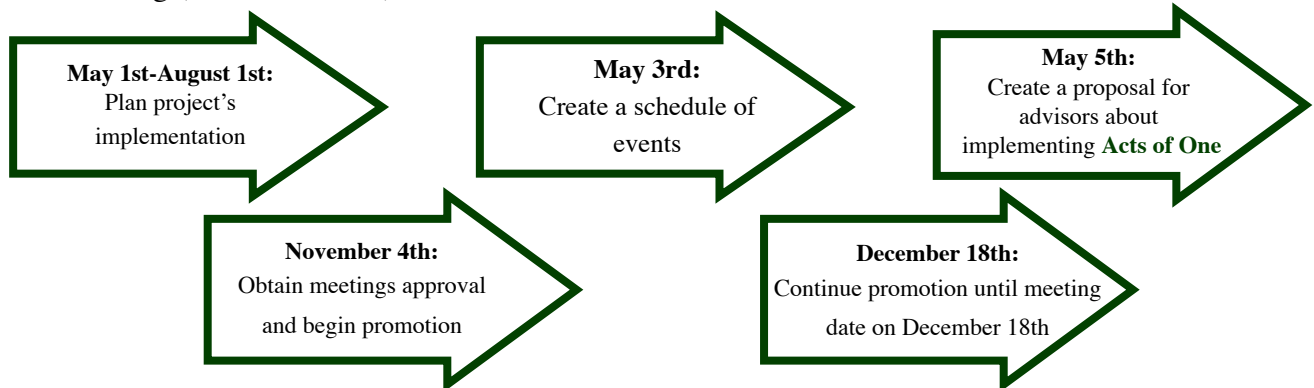 May 1st-August 1st:
Plan project's
implementation
May 3rd:
Create a schedule of
events
May 5th:
Create a proposal for
advisors about
implementing Acts of One
November 4th:
Obtain meetings approval
and begin promotion
December 18th:
Continue promotion until meeting
date on December 18th